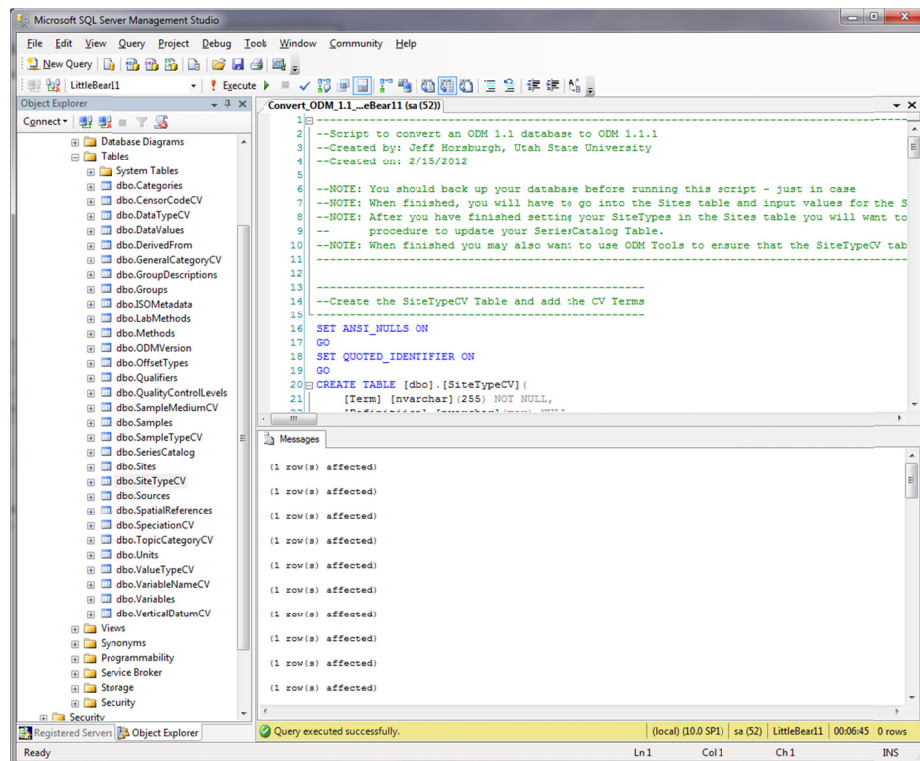 Microsoft SQL Server Management Studio
File Edit View Query Project Debug Tools Window Community Help
New Query
LittleBear11 Execute
Object Explorer
Connect
Database Diagrams
Tables
System Tables
dbo.Categories
dbo.CensorCodeCV
dbo.DataTypeCV
dbo.DataValues
dbo.DerivedFrom
dbo.GeneralCategoryCV
dbo.GroupDescriptions
dbo.Groups
dbo.ISOMetadata
dbo.LabMethods
dbo.Methods
dbo.ODMVersion
dbo.OffsetTypes
dbo.Qualifiers
dbo.QualityControlLevels
dbo.SampleMediumCV
dbo.Samples
dbo.SampleTypeCV
dbo.SeriesCatalog
dbo.Sites
dbo.SiteTypeCV
dbo.Sources
dbo.SpatialReferences
dbo.SpeciationCV
dbo.TopicCategoryCV
dbo.Units
dbo.ValueTypeCV
dbo.VariableNameCV
dbo.Variables
dbo.VerticalDatumCV
Views
Synonyms
Programmability
Service Broker
Storage
Security
Security
Registered Servers Object Explorer
Convert_ODM_1.1_...eBear11 (sa (52))
1 --------------------------------------------------
2 --Script to convert an ODM 1.1 database to ODM 1.1.1
3 --Created by: Jeff Horsburgh, Utah State University
4 --Created on: 2/15/2012
5
6 --NOTE: You should back up your database before running this script - just in case
7 --NOTE: When finished, you will have to go into the Sites table and input values for the S
8 --NOTE: After you have finished setting your SiteTypes in the Sites table you will want to
9 -- procedure to update your SeriesCatalog Table.
10 --NOTE: When finished you may also want to use ODM Tools to ensure that the SiteTypeCV tab
11 --------------------------------------------------
12
13 --------------------------------------------------
14 --Create the SiteTypeCV Table and add the CV Terms
15 --------------------------------------------------
16 SET ANSI_NULLS ON
17 GO
18 SET QUOTED_IDENTIFIER ON
19 GO
20 CREATE TABLE [dbo].[SiteTypeCV](
21 [Term] [nvarchar](255) NOT NULL,
Messages
(1 row(s) affected)
(1 row(s) affected)
(1 row(s) affected)
(1 row(s) affected)
(1 row(s) affected)
(1 row(s) affected)
(1 row(s) affected)
(1 row(s) affected)
(1 row(s) affected)
(1 row(s) affected)
Query executed successfully. (local) (10.0 SP1) sa (52) LittleBear11 00:06:45 0 rows
Ready Ln 1 Col 1 Ch 1 INS